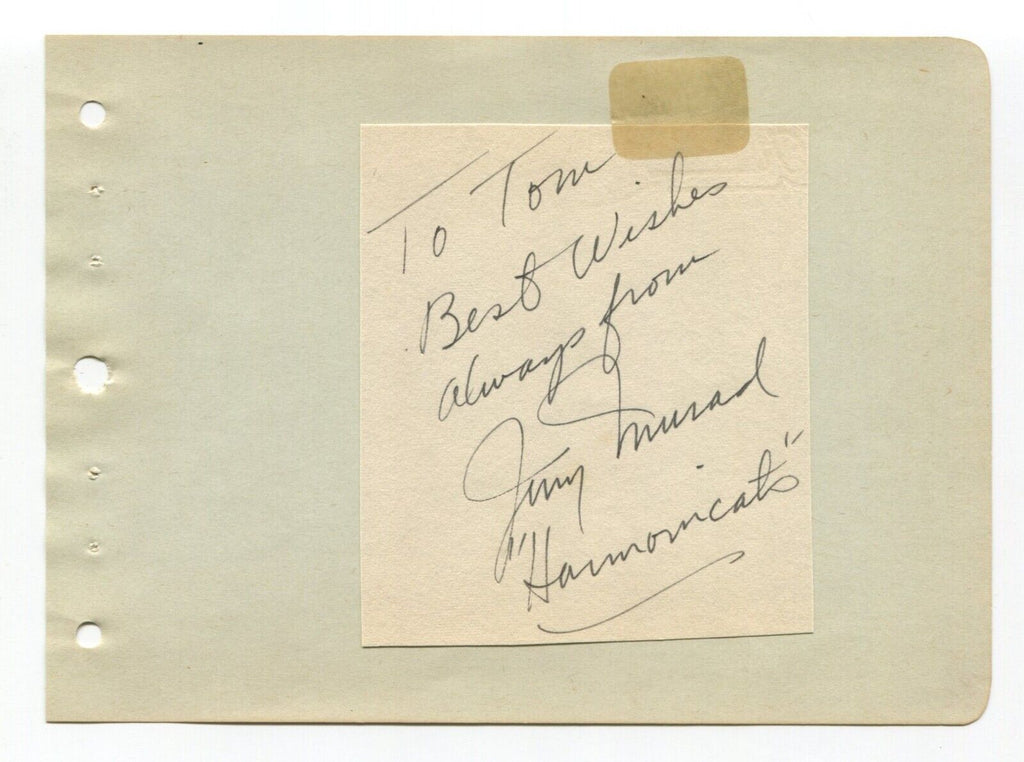 To Tom
Best Wishes
always from
Jerry Murad
"Harmonicats"